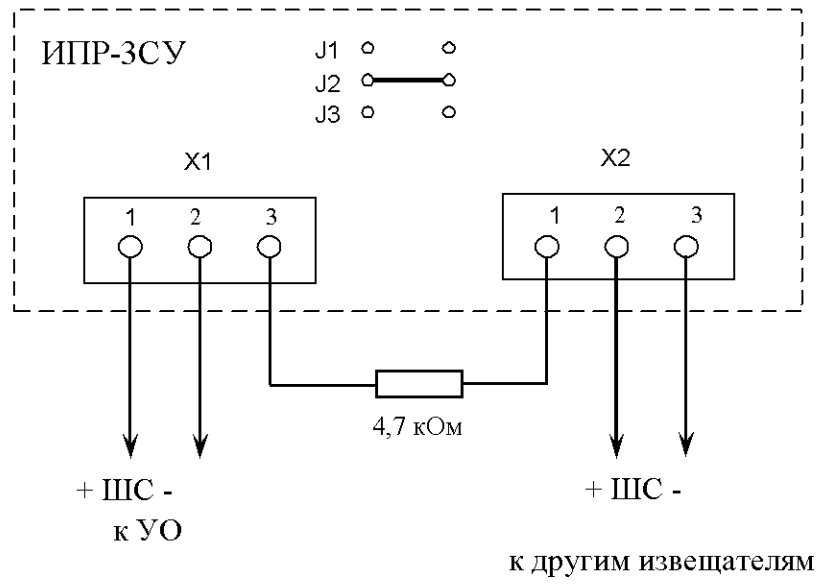 ИПР-3СУ
J1
J2
J3
X1
X2
1 2 3
1 2 3
4,7 кОм
+ ШС -
к УО
+ ШС -
к другим извещателям